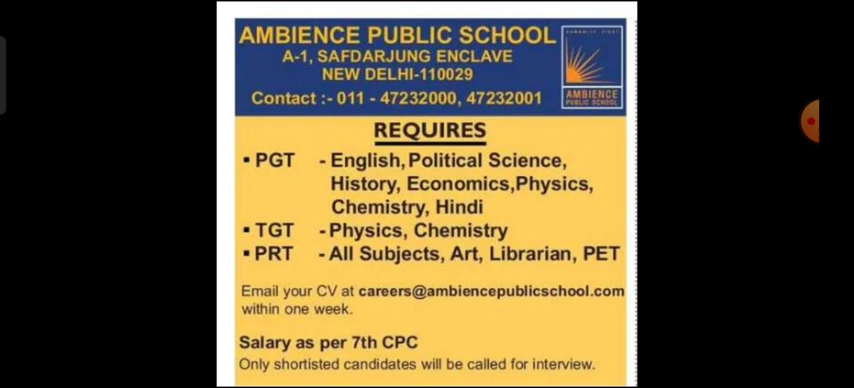 AMBIENCE PUBLIC SCHOOL
A-1, SAFDARJUNG ENCLAVE
NEW DELHI-110029
Contact :- 011 - 47232000, 47232001
HUMANITY FIRST
AMBIENCE
PUBLIC SCHOOL
REQUIRES
▪ PGT - English, Political Science,
History, Economics,Physics,
Chemistry, Hindi
▪ TGT - Physics, Chemistry
▪ PRT - All Subjects, Art, Librarian, PET
Email your CV at careers@ambiencepublicschool.com
within one week.
Salary as per 7th CPC
Only shortisted candidates will be called for interview.